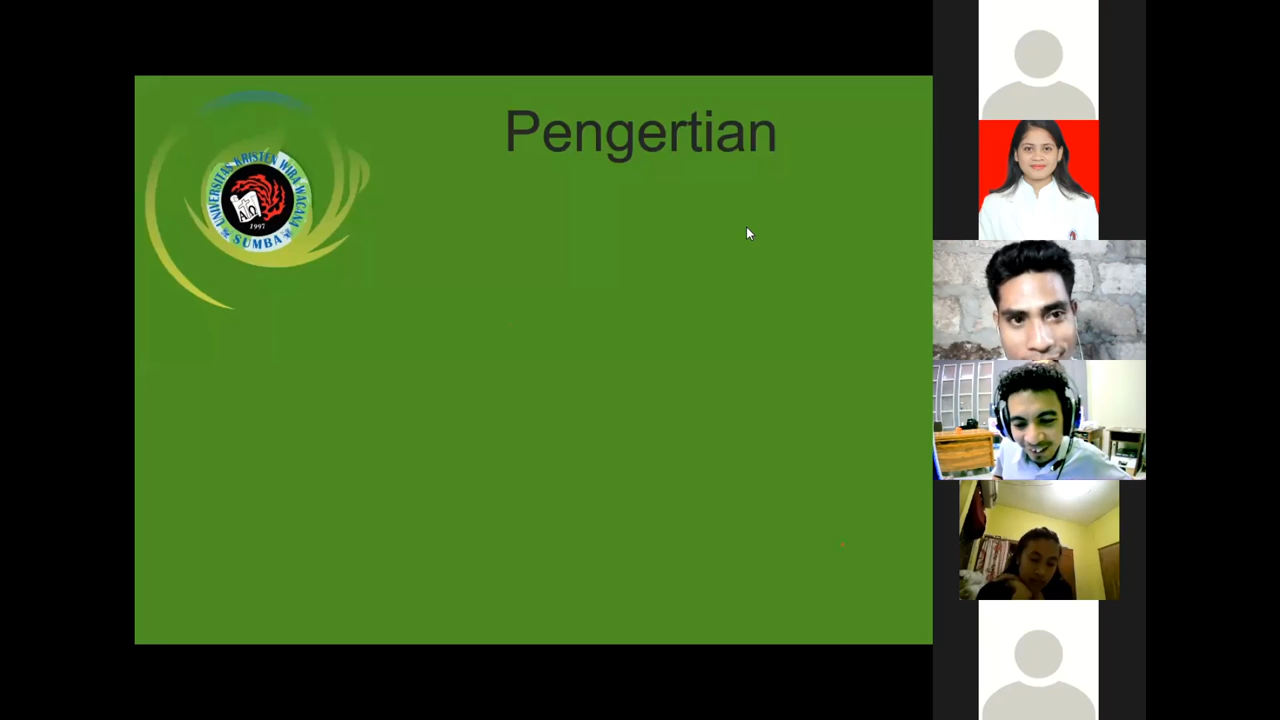 Pengertian
UNIVERSITAS KRISTEN WIRA WACANA
SUMBA
A Ω
1997